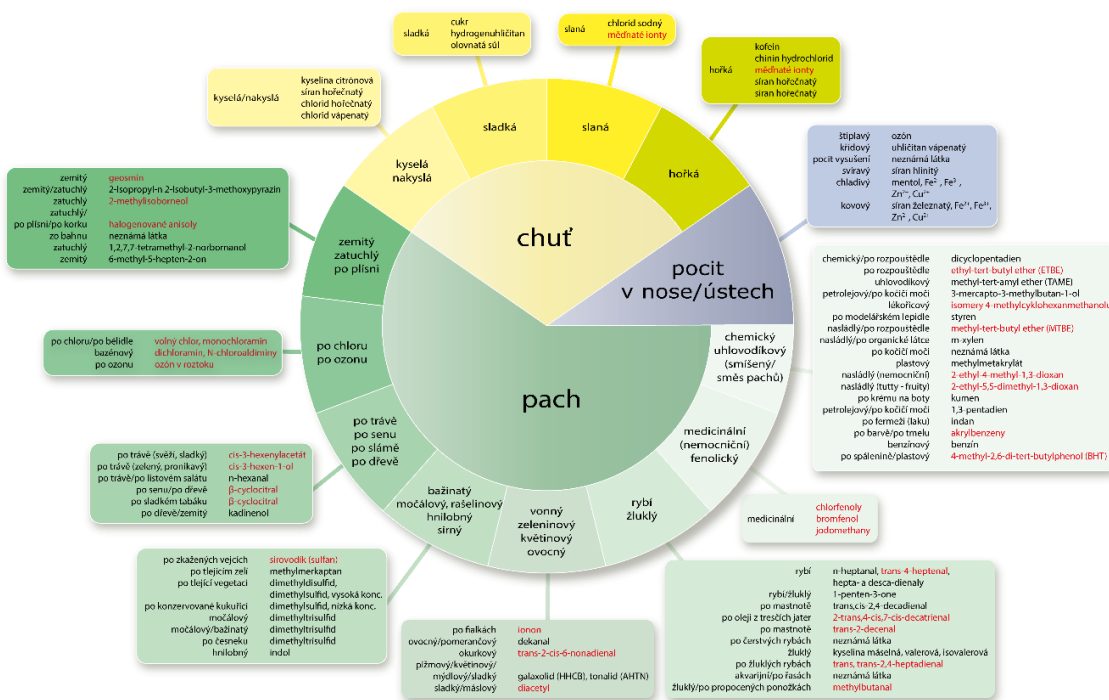 sladká cukr
hydrogenuhličitan
olovnatá sůl
slaná chlorid sodný
měďnaté ionty
hořká kofein
chinin hydrochlorid
měďnaté ionty
síran hořečnatý
síran hořečnatý
kyselá/nakyslá kyselina citrónová
síran hořečnatý
chlorid hořečnatý
chlorid vápenatý
štiplavý ozón
křídový uhličitan vápenatý
pocit vysušení neznámá látka
svíravý síran hlinitý
chladivý mentol, Fe²⁺, Fe³⁺,
Zn²⁺, Cu²⁺
kovový síran železnatý, Fe²⁺, Fe³⁺,
Zn²⁺, Cu²⁺
kyselá
nakyslá
sladká
slaná
hořká
chuť
pocit
v nose/ústech
pach
zemitý geosmin
zemitý/zatuchlý 2-Isopropyl-n 2-Isobutyl-3-methoxypyrazin
zatuchlý 2-methylisoborneol
zatuchlý/
po plísni/po korku halogenované anisoly
zo bahnu neznámá látka
zatuchlý 1,2,7,7-tetramethyl-2-norbornanol
zemitý 6-methyl-5-hepten-2-on
zemitý
zatuchlý
po plísni
po chloru/po bělidle volný chlor, monochloramin
bazénový dichloramin, N-chloroaldiminy
po ozonu ozón v roztoku
po chloru
po ozonu
po trávě (svěží, sladký) cis-3-hexenylacetát
po trávě (zelený, pronikavý) cis-3-hexen-1-ol
po trávě/po listovém salátu n-hexanal
po senu/po dřevě β-cyclocitral
po sladkém tabáku β-cyclocitral
po dřevě/zemitý kadinenol
po trávě
po senu
po slámě
po dřevě
po zkažených vejcích sirovodík (sulfan)
po tlejícim zelí methylmerkaptan
po tlející vegetaci dimethyldisulfid,
dimethylsulfid, vysoká konc.
po konzervované kukuřici dimethylsulfid, nízká konc.
močálový dimethyltrisulfid
močálový/bažinatý dimethyltrisulfid
po česneku dimethyltrisulfid
hnilobný indol
bažinatý
močálový, rašelinový
hnilobný
sirný
po fialkách ionon
ovocný/pomerančový dekanal
okurkový trans-2-cis-6-nonadienal
pižmový/květinový/
mýdlový/sladký galaxolid (HHCB), tonalid (AHTN)
sladký/máslový diacetyl
vonný
zeleninový
květinový
ovocný
rybí
žluklý
rybí n-heptanal, trans-4-heptenal,
hepta- a desca-dienaly
rybí/žluklý 1-penten-3-one
po mastnotě trans,cis-2,4-decadienal
po oleji z tresčích jater 2-trans,4-cis,7-cis-decatrienal
po mastnotě trans-2-decenal
po čerstvých rybách neznámá látka
žluklý kyselina máselná, valerová, isovalerová
po žluklých rybách trans, trans-2,4-heptadienal
akvarijní/po řasách neznámá látka
žluklý/po propocených ponožkách methylbutanal
medicinální
(nemocniční)
fenolický
medicinální chlorfenoly
bromfenol
jodomethany
chemický
uhlovodíkový
(smíšený/
směs pachů)
chemický/po rozpouštědle dicyclopentadien
po rozpouštědle ethyl-tert-butyl ether (ETBE)
uhlovodíkový methyl-tert-amyl ether (TAME)
petrolejový/po kočičí moči 3-mercapto-3-methylbutan-1-ol
lékořicový isomery 4-methylcyklohexanmethanolu
po modelářském lepidle styren
nasládlý/po rozpouštědle methyl-tert-butyl ether (MTBE)
nasládlý/po organické látce m-xylen
po kočičí moči neznámá látka
plastový methylmetakrylát
nasládlý (nemocniční) 2-ethyl-4-methyl-1,3-dioxan
nasládlý (tutty - fruity) 2-ethyl-5,5-dimethyl-1,3-dioxan
po krému na boty kumen
petrolejový/po kočičí moči 1,3-pentadien
po fermeži (laku) indan
po barvě/po tmelu akrylbenzeny
benzínový benzín
po spálenině/plastový 4-methyl-2,6-di-tert-butylphenol (BHT)